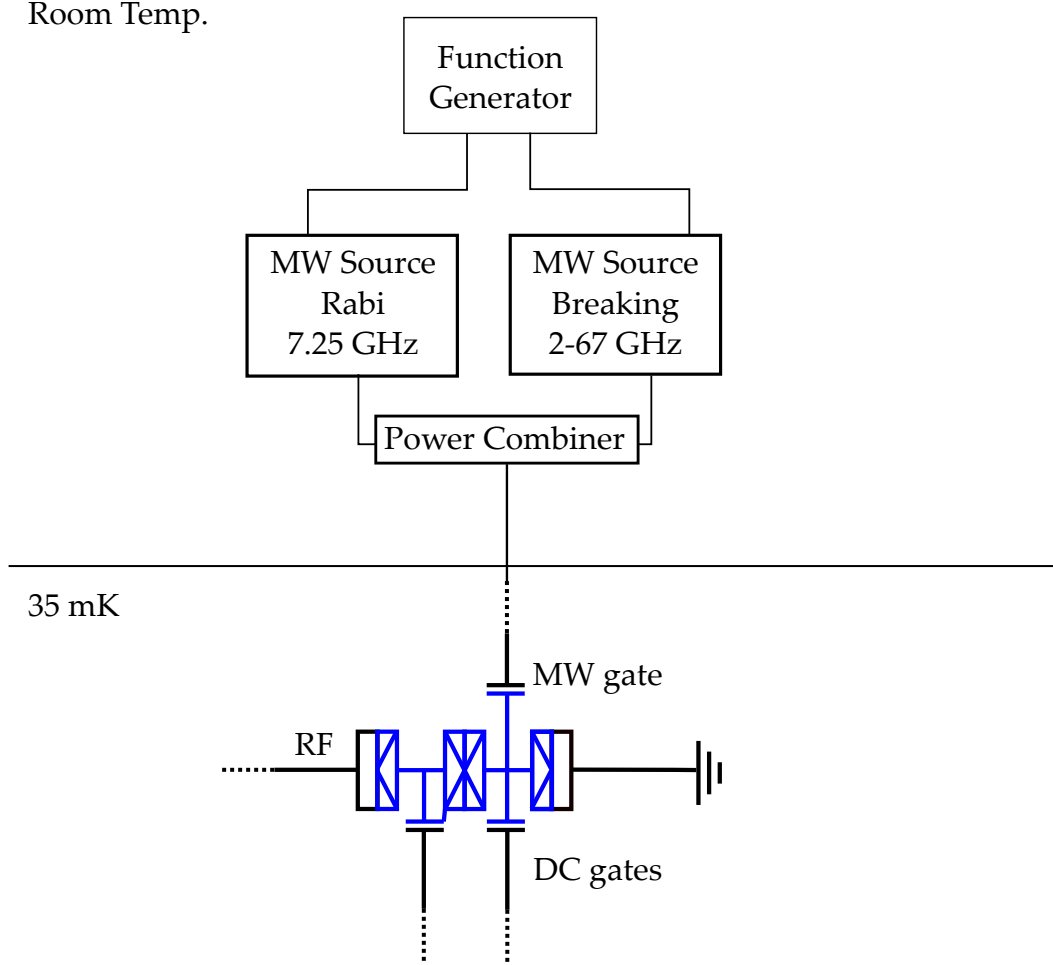 Room Temp.
Function
Generator
MW Source
Rabi
7.25 GHz
MW Source
Breaking
2-67 GHz
Power Combiner
35 mK
MW gate
RF
DC gates